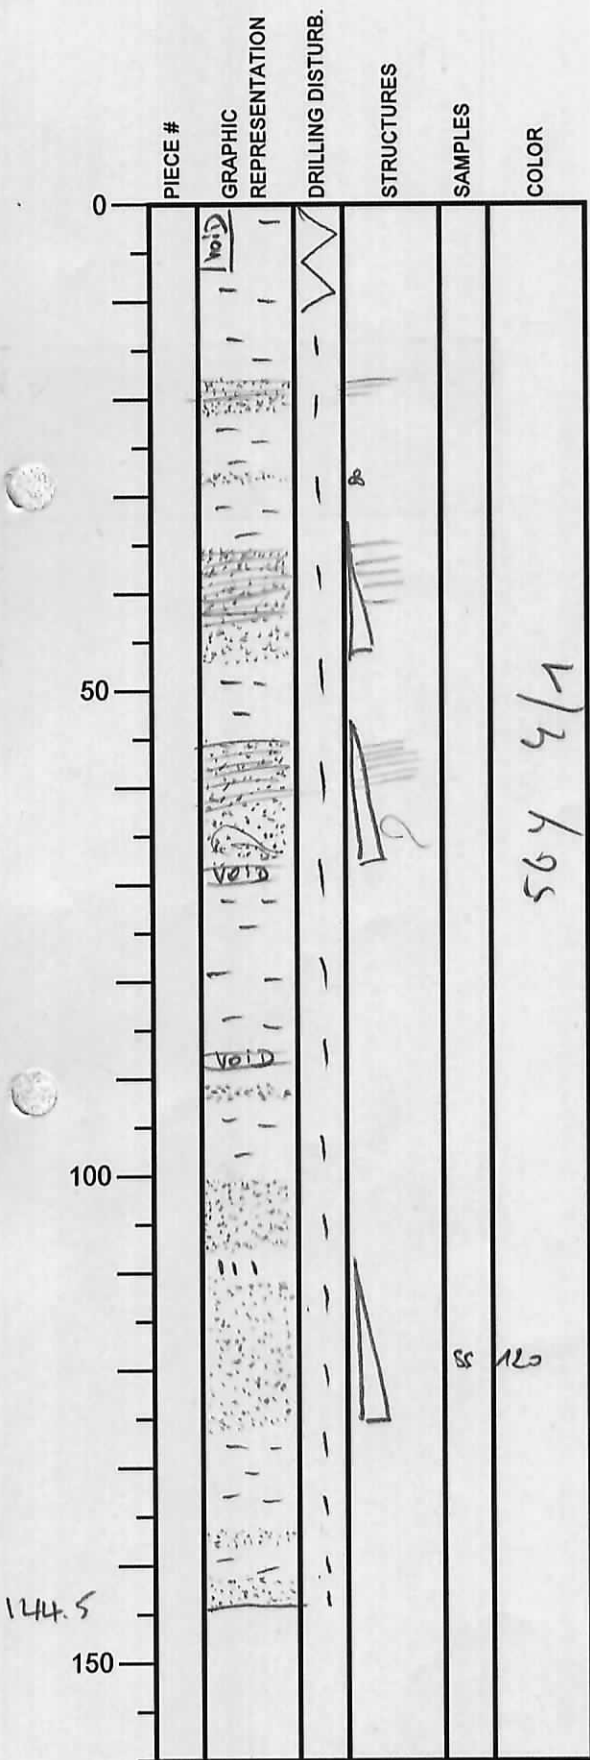 PIECE #
GRAPHIC
REPRESENTATION
DRILLING DISTURB.
STRUCTURES
SAMPLES
COLOR
0
VOID
50
5GY 4/1
VOID
VOID
100
SS 120
144.5
150